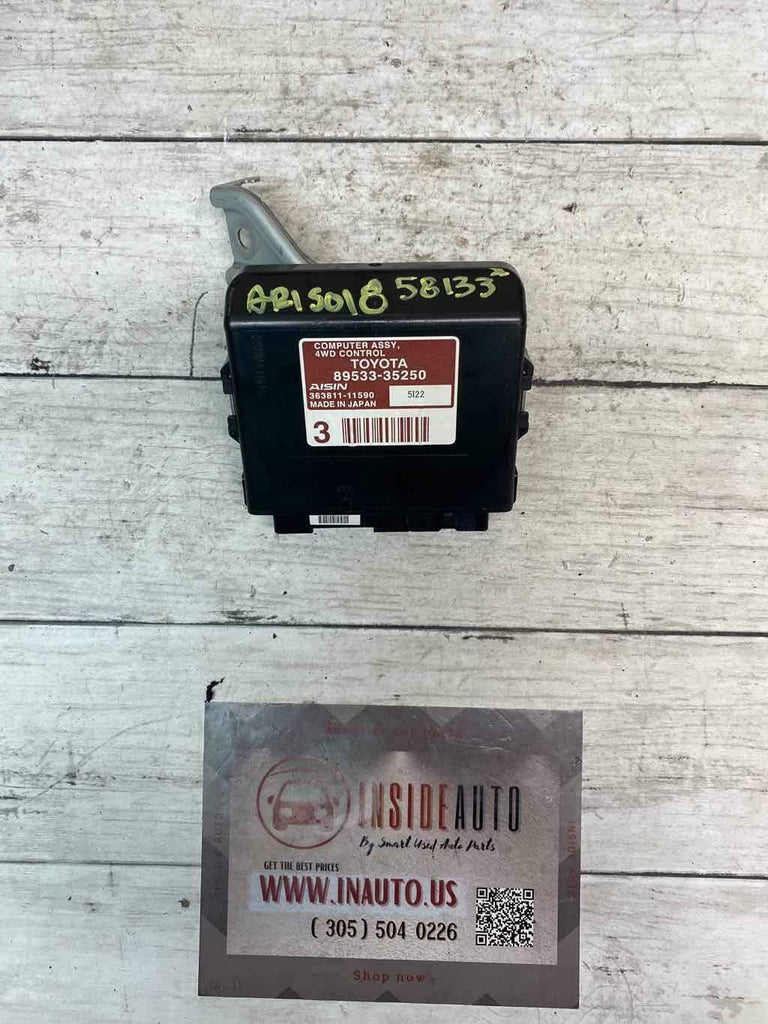 AR1SO18 58133
COMPUTER ASSY,
4WD CONTROL
TOYOTA
89533-35250
AISIN
363811-11590 5I22
MADE IN JAPAN
3
INSIDEAUTO
By Smart Used Auto Parts
GET THE BEST PRICES
WWW.INAUTO.US
(305) 504 0226
Shop now